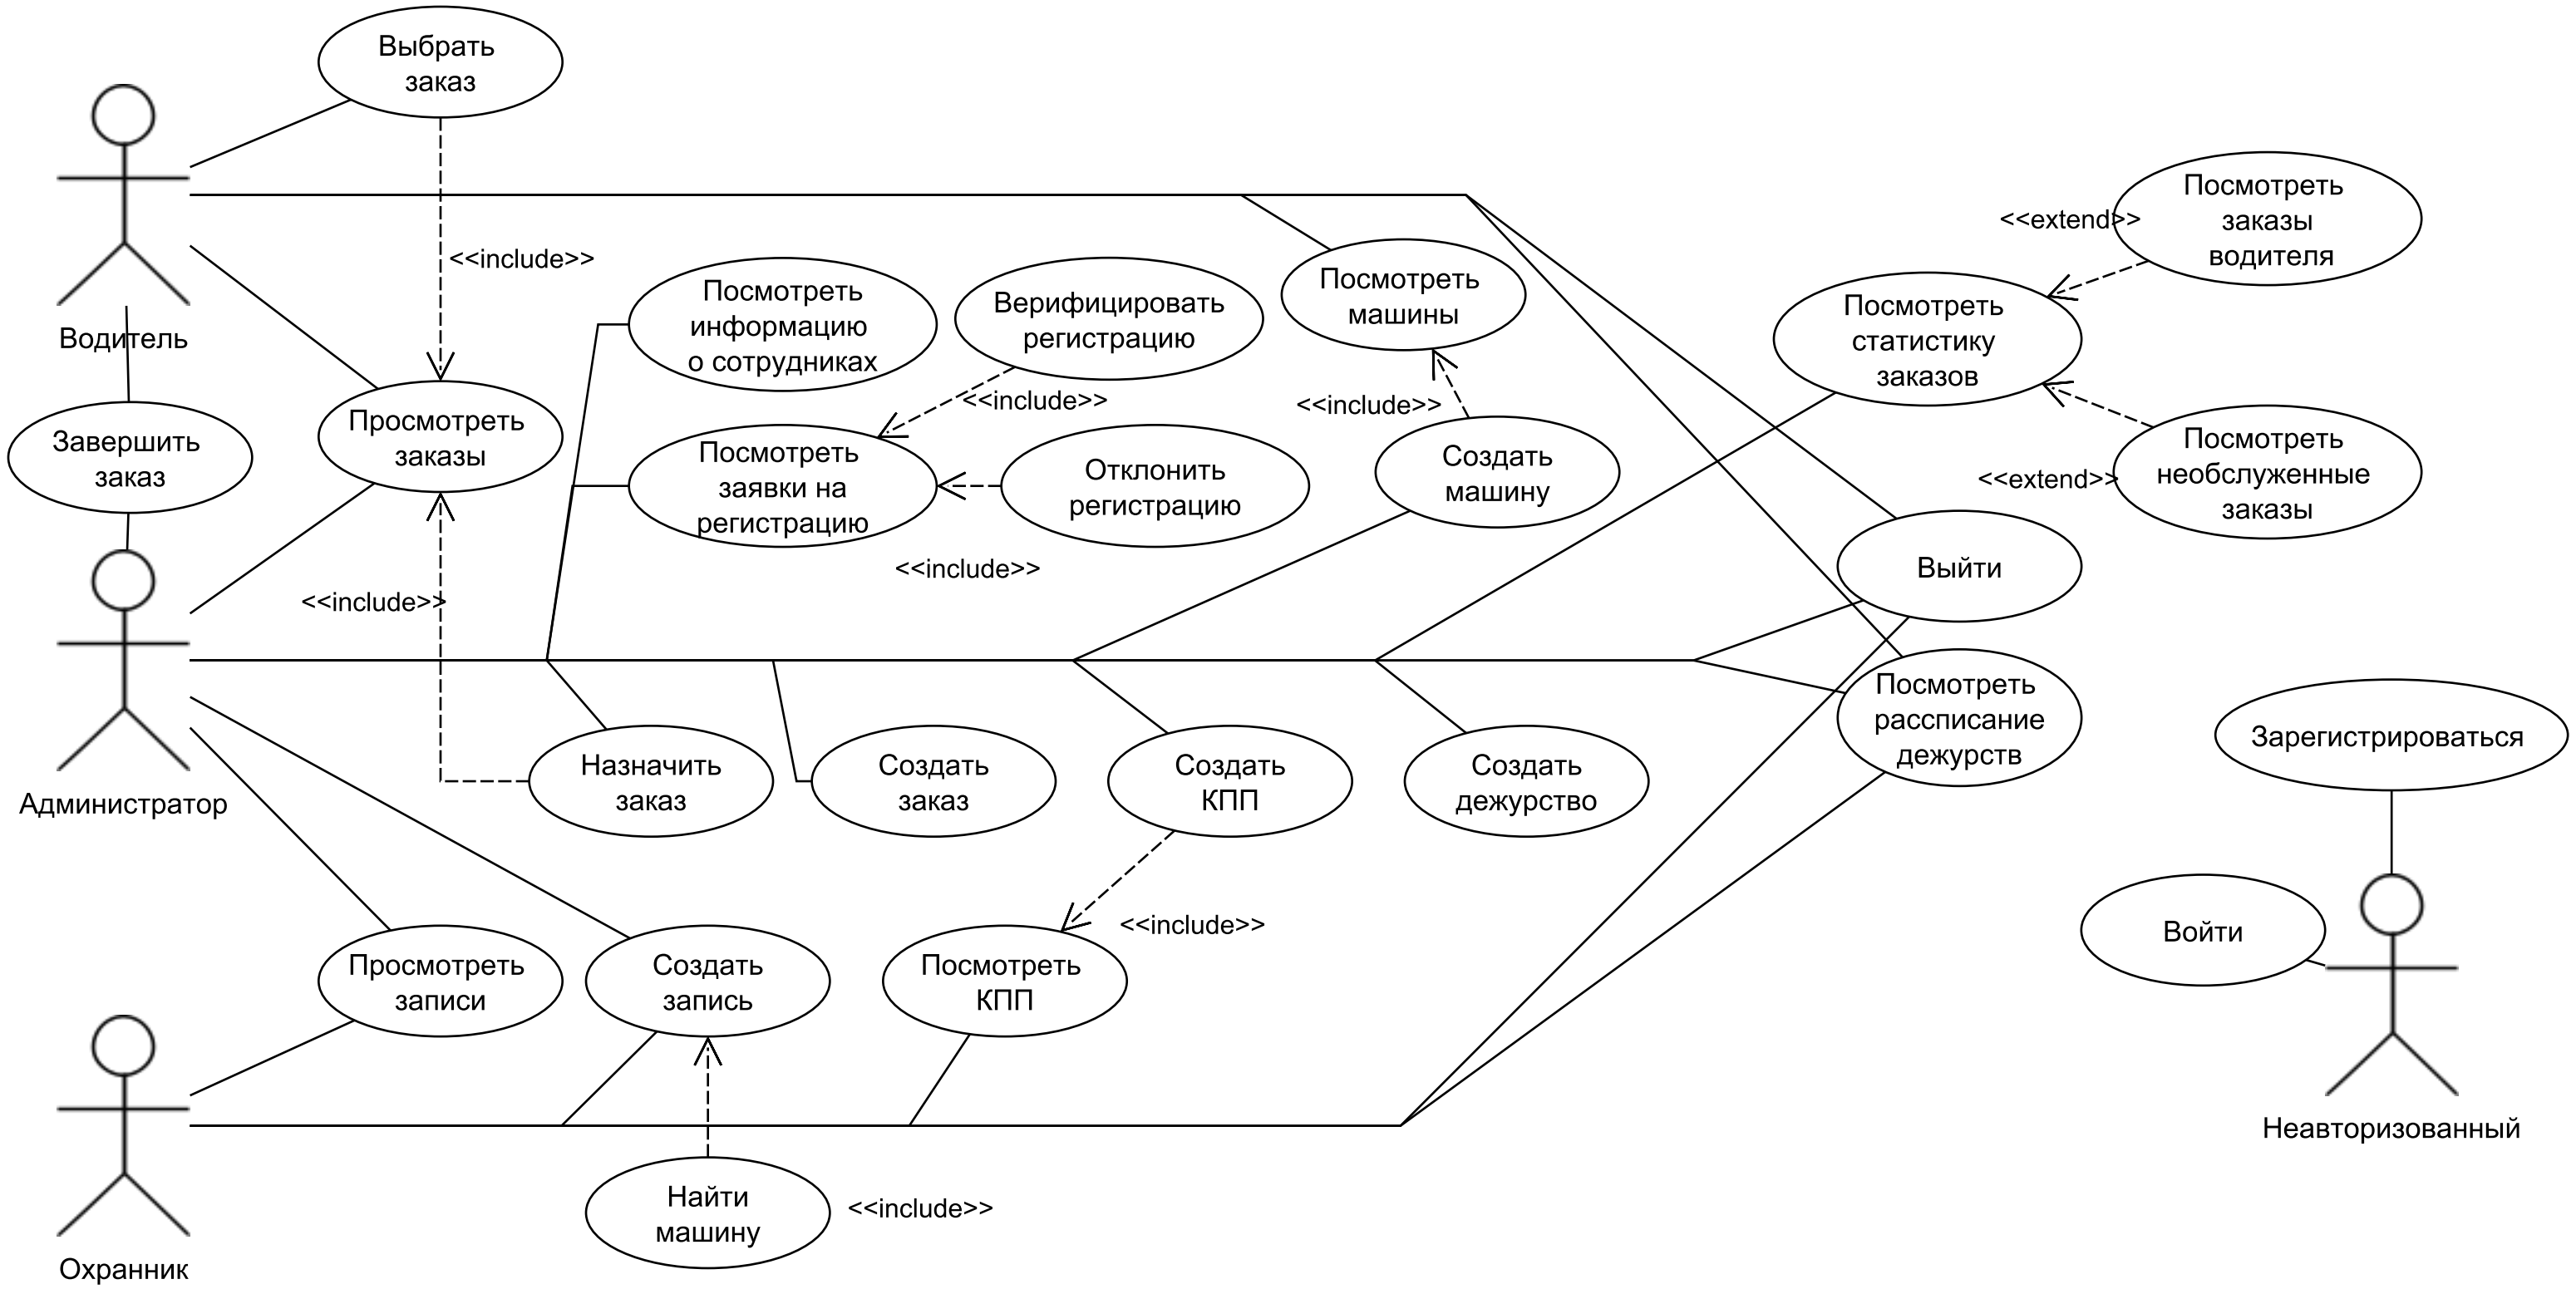 Выбрать
заказ
Водитель
<<include>>
Завершить
заказ
Просмотреть
заказы
Посмотреть
информацию
о сотрудниках
Верифицировать
регистрацию
<<include>>
Посмотреть
заявки на
регистрацию
Отклонить
регистрацию
<<include>>
Посмотреть
машины
<<include>>
Создать
машину
Посмотреть
заказы
водителя
<<extend>>
Посмотреть
статистику
заказов
Посмотреть
необслуженные
заказы
<<extend>>
Выйти
<<include>>
Администратор
Назначить
заказ
Создать
заказ
Создать
КПП
Создать
дежурство
Посмотреть
рассписание
дежурств
Зарегистрироваться
<<include>>
Войти
Просмотреть
записи
Создать
запись
Посмотреть
КПП
Неавторизованный
Найти
машину
<<include>>
Охранник